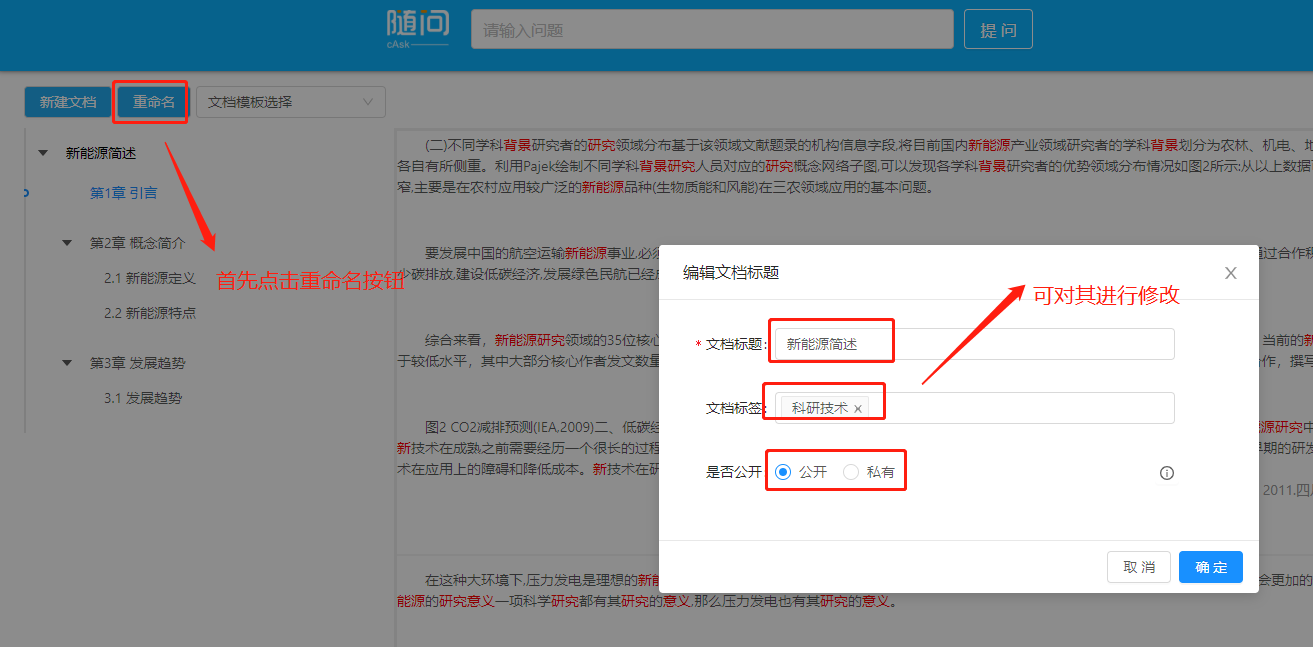 随问
cAsk
请输入问题
提 问
新建文档
重命名
文档模板选择
新能源简述
第1章 引言
第2章 概念简介
2.1 新能源定义
2.2 新能源特点
第3章 发展趋势
3.1 发展趋势
首先点击重命名按钮
(二)不同学科背景研究者的研究领域分布基于该领域文献题录的机构信息字段,将目前国内新能源产业领域研究者的学科背景划分为农林、机电、地
各自有所侧重。利用Pajek绘制不同学科背景研究人员对应的研究概念网络子图,可以发现各学科背景研究者的优势领域分布情况如图2所示;从以上数据可
容,主要是在农村应用较广泛的新能源品种(生物质能和风能)在三农领域应用的基本问题。
要发展中国的航空运输新能源事业,必须
通过合作积
少碳排放,建设低碳经济,发展绿色民航已经成
综合来看，新能源研究领域的35位核心
当前的新
于较低水平，其中大部分核心作者发文数量
合作，撰写
图2 CO2减排预测(IEA,2009)二、低碳经
能源研究中
新技术在成熟之前需要经历一个很长的过程
早期的研发
术在应用上的障碍和降低成本。新技术在研
2011.四川
在这种大环境下,压力发电是理想的新能
会更加的
能源的研究意义一项科学研究都有其研究的意义,那么压力发电也有其研究的意义。
编辑文档标题
可对其进行修改
* 文档标题:
新能源简述
文档标签:
科研技术 ×
是否公开
公开
私有
取 消
确 定